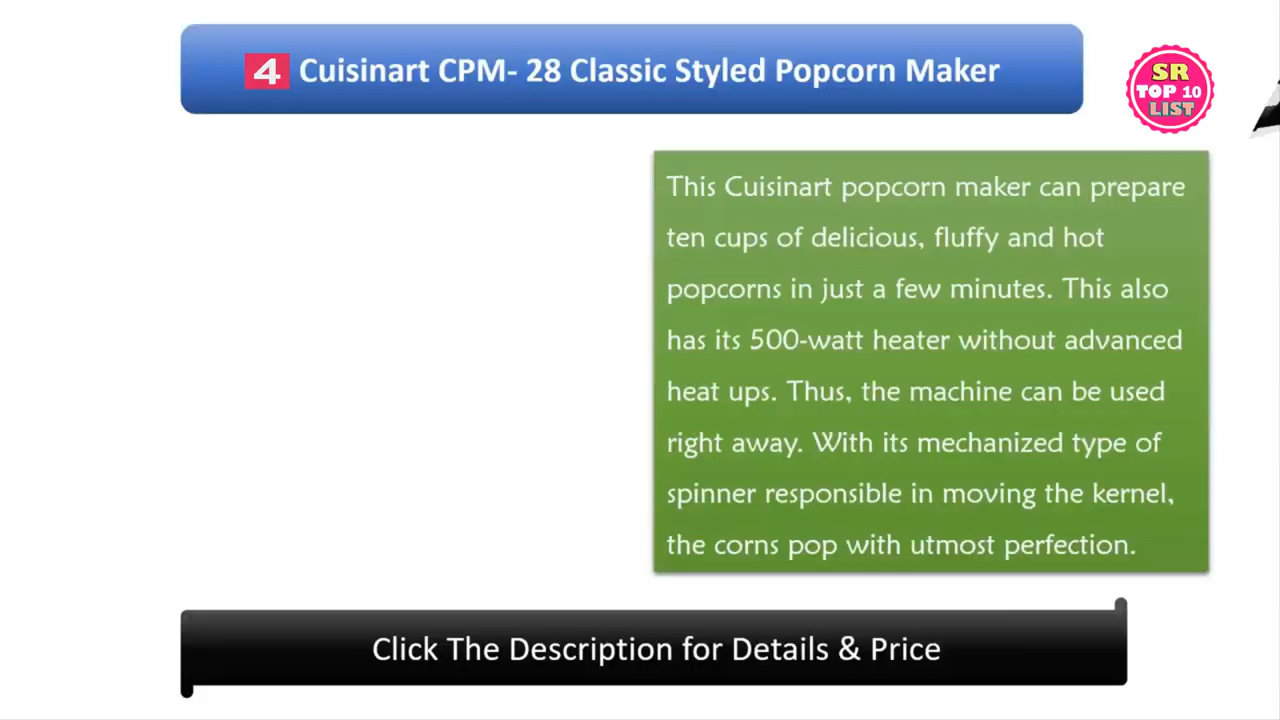 4 Cuisinart CPM- 28 Classic Styled Popcorn Maker
SR
TOP 10
LIST
This Cuisinart popcorn maker can prepare
ten cups of delicious, fluffy and hot
popcorns in just a few minutes. This also
has its 500-watt heater without advanced
heat ups. Thus, the machine can be used
right away. With its mechanized type of
spinner responsible in moving the kernel,
the corns pop with utmost perfection.
Click The Description for Details & Price